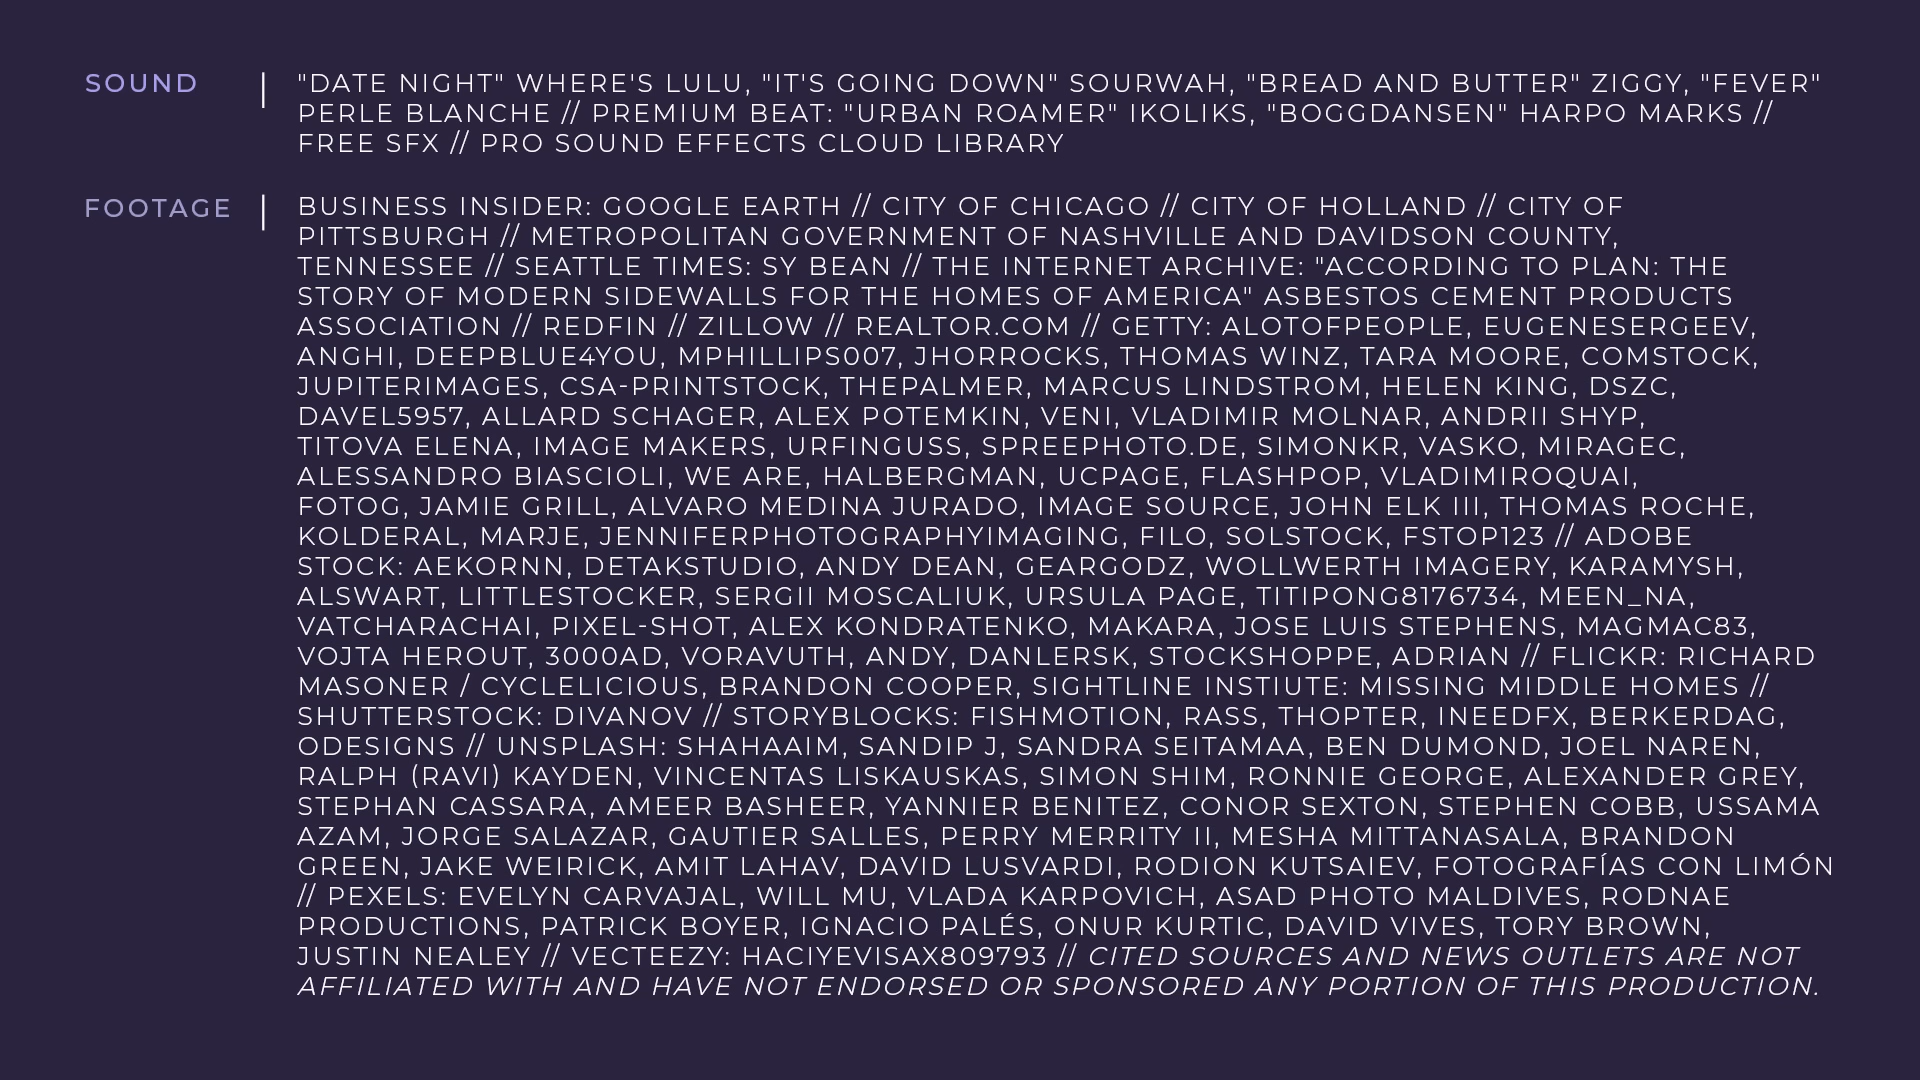 SOUND | "DATE NIGHT" WHERE'S LULU, "IT'S GOING DOWN" SOURWAH, "BREAD AND BUTTER" ZIGGY, "FEVER"
PERLE BLANCHE // PREMIUM BEAT: "URBAN ROAMER" IKOLIKS, "BOGGDANSEN" HARPO MARKS //
FREE SFX // PRO SOUND EFFECTS CLOUD LIBRARY
FOOTAGE | BUSINESS INSIDER: GOOGLE EARTH // CITY OF CHICAGO // CITY OF HOLLAND // CITY OF
PITTSBURGH // METROPOLITAN GOVERNMENT OF NASHVILLE AND DAVIDSON COUNTY,
TENNESSEE // SEATTLE TIMES: SY BEAN // THE INTERNET ARCHIVE: "ACCORDING TO PLAN: THE
STORY OF MODERN SIDEWALLS FOR THE HOMES OF AMERICA" ASBESTOS CEMENT PRODUCTS
ASSOCIATION // REDFIN // ZILLOW // REALTOR.COM // GETTY: ALOTOFPEOPLE, EUGENESERGEEV,
ANGHI, DEEPBLUE4YOU, MPHILLIPS007, JHORROCKS, THOMAS WINZ, TARA MOORE, COMSTOCK,
JUPITERIMAGES, CSA-PRINTSTOCK, THEPALMER, MARCUS LINDSTROM, HELEN KING, DSZC,
DAVEL5957, ALLARD SCHAGER, ALEX POTEMKIN, VENI, VLADIMIR MOLNAR, ANDRII SHYP,
TITOVA ELENA, IMAGE MAKERS, URFINGUSS, SPREEPHOTO.DE, SIMONKR, VASKO, MIRAGEC,
ALESSANDRO BIASCIOLI, WE ARE, HALBERGMAN, UCPAGE, FLASHPOP, VLADIMIROQUAI,
FOTOG, JAMIE GRILL, ALVARO MEDINA JURADO, IMAGE SOURCE, JOHN ELK III, THOMAS ROCHE,
KOLDERAL, MARJE, JENNIFERPHOTOGRAPHYIMAGING, FILO, SOLSTOCK, FSTOP123 // ADOBE
STOCK: AEKORNN, DETAKSTUDIO, ANDY DEAN, GEARGODZ, WOLLWERTH IMAGERY, KARAMYSH,
ALSWART, LITTLESTOCKER, SERGII MOSCALIUK, URSULA PAGE, TITIPONG8176734, MEEN_NA,
VATCHARACHAI, PIXEL-SHOT, ALEX KONDRATENKO, MAKARA, JOSE LUIS STEPHENS, MAGMAC83,
VOJTA HEROUT, 3000AD, VORAVUTH, ANDY, DANLERSK, STOCKSHOPPE, ADRIAN // FLICKR: RICHARD
MASONER / CYCLELICIOUS, BRANDON COOPER, SIGHTLINE INSTIUTE: MISSING MIDDLE HOMES //
SHUTTERSTOCK: DIVANOV // STORYBLOCKS: FISHMOTION, RASS, THOPTER, INEEDFX, BERKERDAG,
ODESIGNS // UNSPLASH: SHAHAAIM, SANDIP J, SANDRA SEITAMAA, BEN DUMOND, JOEL NAREN,
RALPH (RAVI) KAYDEN, VINCENTAS LISKAUSKAS, SIMON SHIM, RONNIE GEORGE, ALEXANDER GREY,
STEPHAN CASSARA, AMEER BASHEER, YANNIER BENITEZ, CONOR SEXTON, STEPHEN COBB, USSAMA
AZAM, JORGE SALAZAR, GAUTIER SALLES, PERRY MERRITY II, MESHA MITTANASALA, BRANDON
GREEN, JAKE WEIRICK, AMIT LAHAV, DAVID LUSVARDI, RODION KUTSAIEV, FOTOGRAFÍAS CON LIMÓN
// PEXELS: EVELYN CARVAJAL, WILL MU, VLADA KARPOVICH, ASAD PHOTO MALDIVES, RODNAE
PRODUCTIONS, PATRICK BOYER, IGNACIO PALÉS, ONUR KURTIC, DAVID VIVES, TORY BROWN,
JUSTIN NEALEY // VECTEEZY: HACIYEVISAX809793 // CITED SOURCES AND NEWS OUTLETS ARE NOT
AFFILIATED WITH AND HAVE NOT ENDORSED OR SPONSORED ANY PORTION OF THIS PRODUCTION.